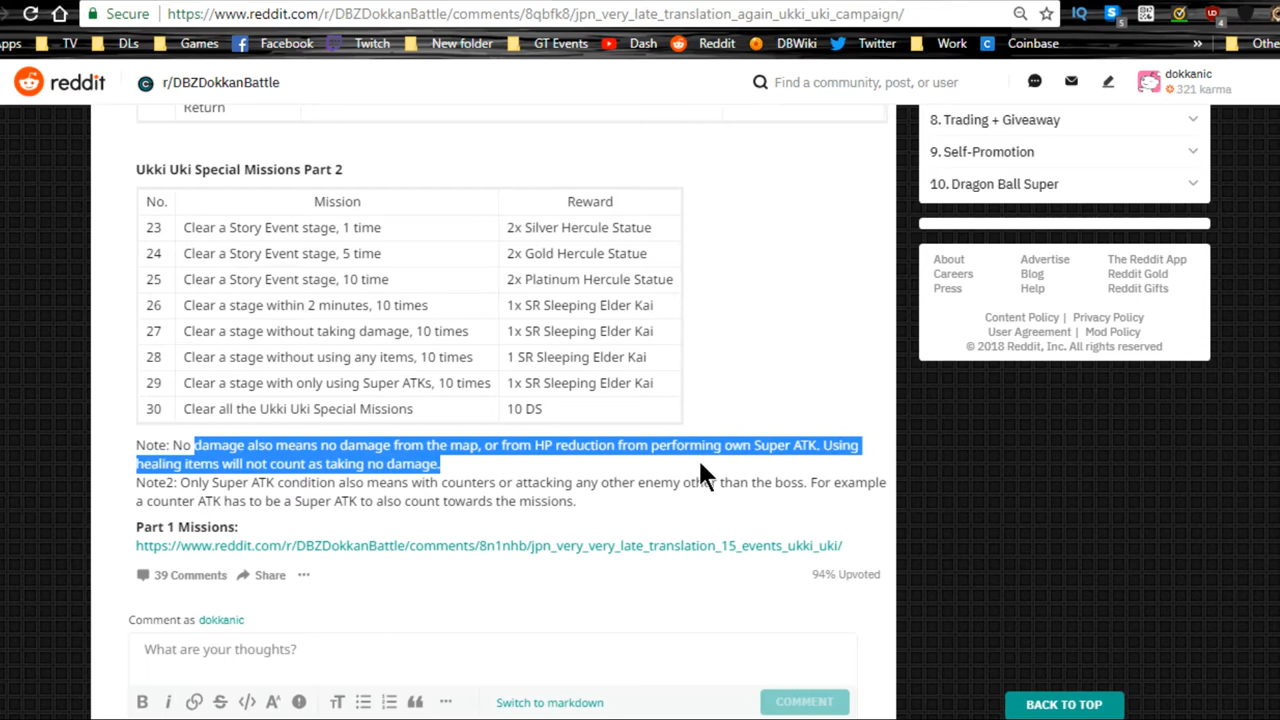 Secure https://www.reddit.com/r/DBZDokkanBattle/comments/8qbfk8/jpn_very_late_translation_again_ukki_uki_campaign/
Apps TV DLs Games Facebook Twitch New folder GT Events Dash Reddit DBWiki Twitter Work Coinbase » Othe
reddit r/DBZDokkanBattle Find a community, post, or user dokkanic
321 karma
Return
8. Trading + Giveaway
9. Self-Promotion
10. Dragon Ball Super
Ukki Uki Special Missions Part 2
No. Mission Reward
23 Clear a Story Event stage, 1 time 2x Silver Hercule Statue
24 Clear a Story Event stage, 5 time 2x Gold Hercule Statue
25 Clear a Story Event stage, 10 time 2x Platinum Hercule Statue
26 Clear a stage within 2 minutes, 10 times 1x SR Sleeping Elder Kai
27 Clear a stage without taking damage, 10 times 1x SR Sleeping Elder Kai
28 Clear a stage without using any items, 10 times 1 SR Sleeping Elder Kai
29 Clear a stage with only using Super ATKs, 10 times 1x SR Sleeping Elder Kai
30 Clear all the Ukki Uki Special Missions 10 DS
Note: No damage also means no damage from the map, or from HP reduction from performing own Super ATK. Using
healing items will not count as taking no damage.
Note2: Only Super ATK condition also means with counters or attacking any other enemy other than the boss. For example
a counter ATK has to be a Super ATK to also count towards the missions.
Part 1 Missions:
https://www.reddit.com/r/DBZDokkanBattle/comments/8n1nhb/jpn_very_very_late_translation_15_events_ukki_uki/
39 Comments Share ··· 94% Upvoted
Comment as dokkanic
What are your thoughts?
Switch to markdown COMMENT
About Advertise The Reddit App
Careers Blog Reddit Gold
Press Help Reddit Gifts
Content Policy | Privacy Policy
User Agreement | Mod Policy
© 2018 Reddit, Inc. All rights reserved
BACK TO TOP